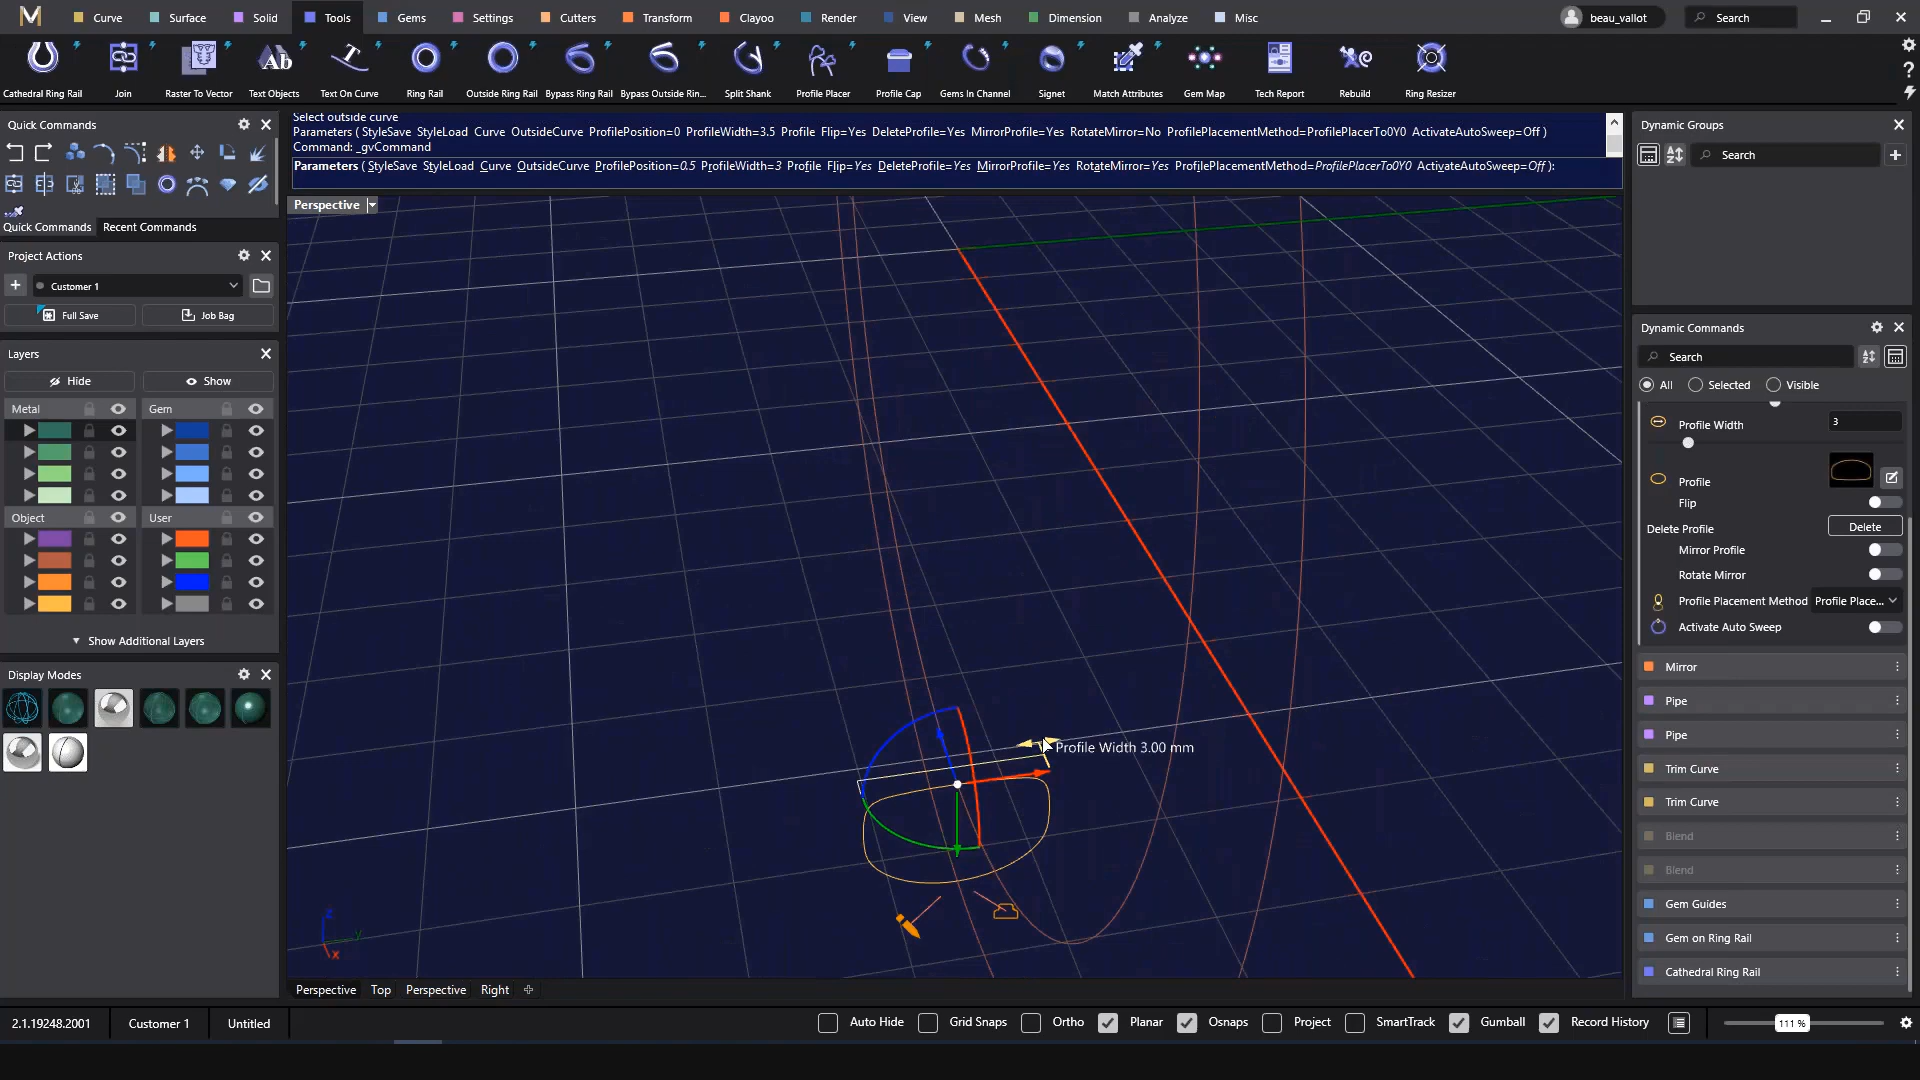 Curve Surface Solid Tools Gems Settings Cutters Transform Clayoo Render View Mesh Dimension Analyze Misc beau_vallot Search
Cathedral Ring Rail Join Raster To Vector Text Objects Text On Curve Ring Rail Outside Ring Rail Bypass Ring Rail Bypass Outside Rin... Split Shank Profile Placer Profile Cap Gems In Channel Signet Match Attributes Gem Map Tech Report Rebuild Ring Resizer
Quick Commands
Select outside curve
Parameters ( StyleSave StyleLoad Curve OutsideCurve ProfilePosition=0 ProfileWidth=3.5 Profile Flip=Yes DeleteProfile=Yes MirrorProfile=Yes RotateMirror=No ProfilePlacementMethod=ProfilePlacerTo0Y0 ActivateAutoSweep=Off )
Command: _gvCommand
Parameters ( StyleSave StyleLoad Curve OutsideCurve ProfilePosition=0.5 ProfileWidth=3 Profile Flip=Yes DeleteProfile=Yes MirrorProfile=Yes RotateMirror=Yes ProfilePlacementMethod=ProfilePlacerTo0Y0 ActivateAutoSweep=Off ):
Quick Commands Recent Commands
Project Actions
Customer 1
Full Save Job Bag
Layers
Hide Show
Metal Gem
Object User
Show Additional Layers
Display Modes
Perspective
Profile Width 3.00 mm
z
y
x
Perspective Top Perspective Right
Dynamic Groups
Search
Dynamic Commands
Search
All Selected Visible
Profile Width 3
Profile
Flip
Delete Profile Delete
Mirror Profile
Rotate Mirror
Profile Placement Method Profile Place...
Activate Auto Sweep
Mirror
Pipe
Pipe
Trim Curve
Trim Curve
Blend
Blend
Gem Guides
Gem on Ring Rail
Cathedral Ring Rail
2.1.19248.2001 Customer 1 Untitled Auto Hide Grid Snaps Ortho Planar Osnaps Project SmartTrack Gumball Record History 111 %